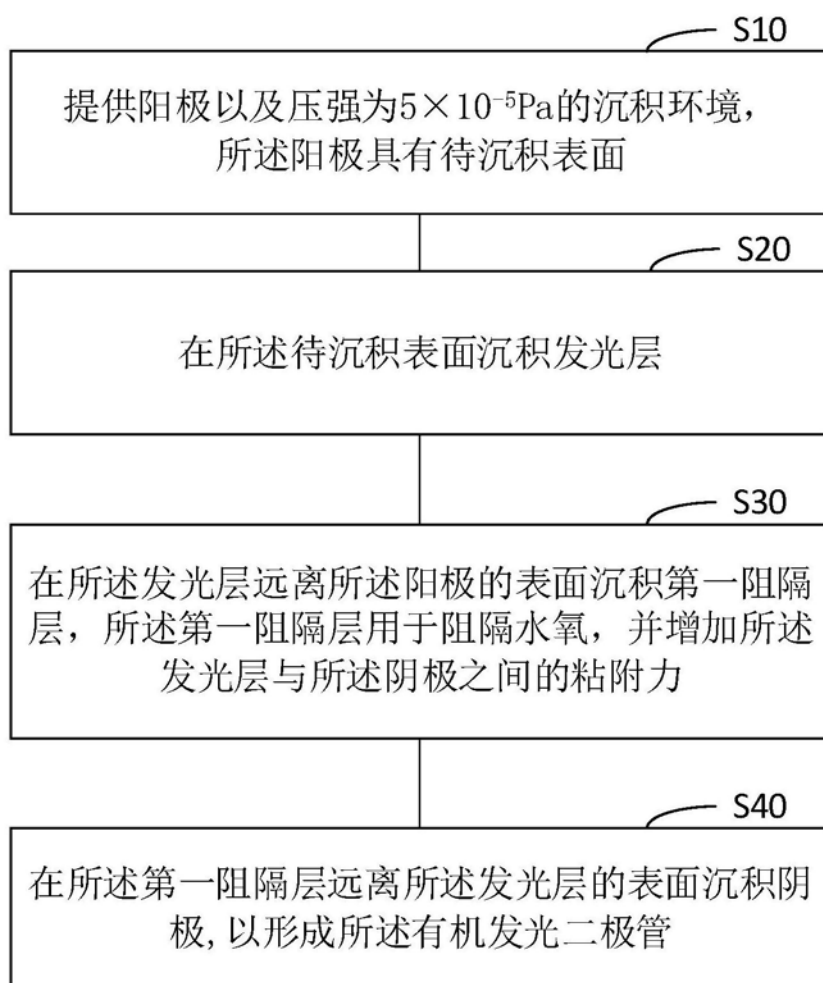 S10
提供阳极以及压强为5×10⁻⁵Pa的沉积环境，
所述阳极具有待沉积表面
S20
在所述待沉积表面沉积发光层
S30
在所述发光层远离所述阳极的表面沉积第一阻隔
层，所述第一阻隔层用于阻隔水氧，并增加所述
发光层与所述阴极之间的粘附力
S40
在所述第一阻隔层远离所述发光层的表面沉积阴
极,以形成所述有机发光二极管